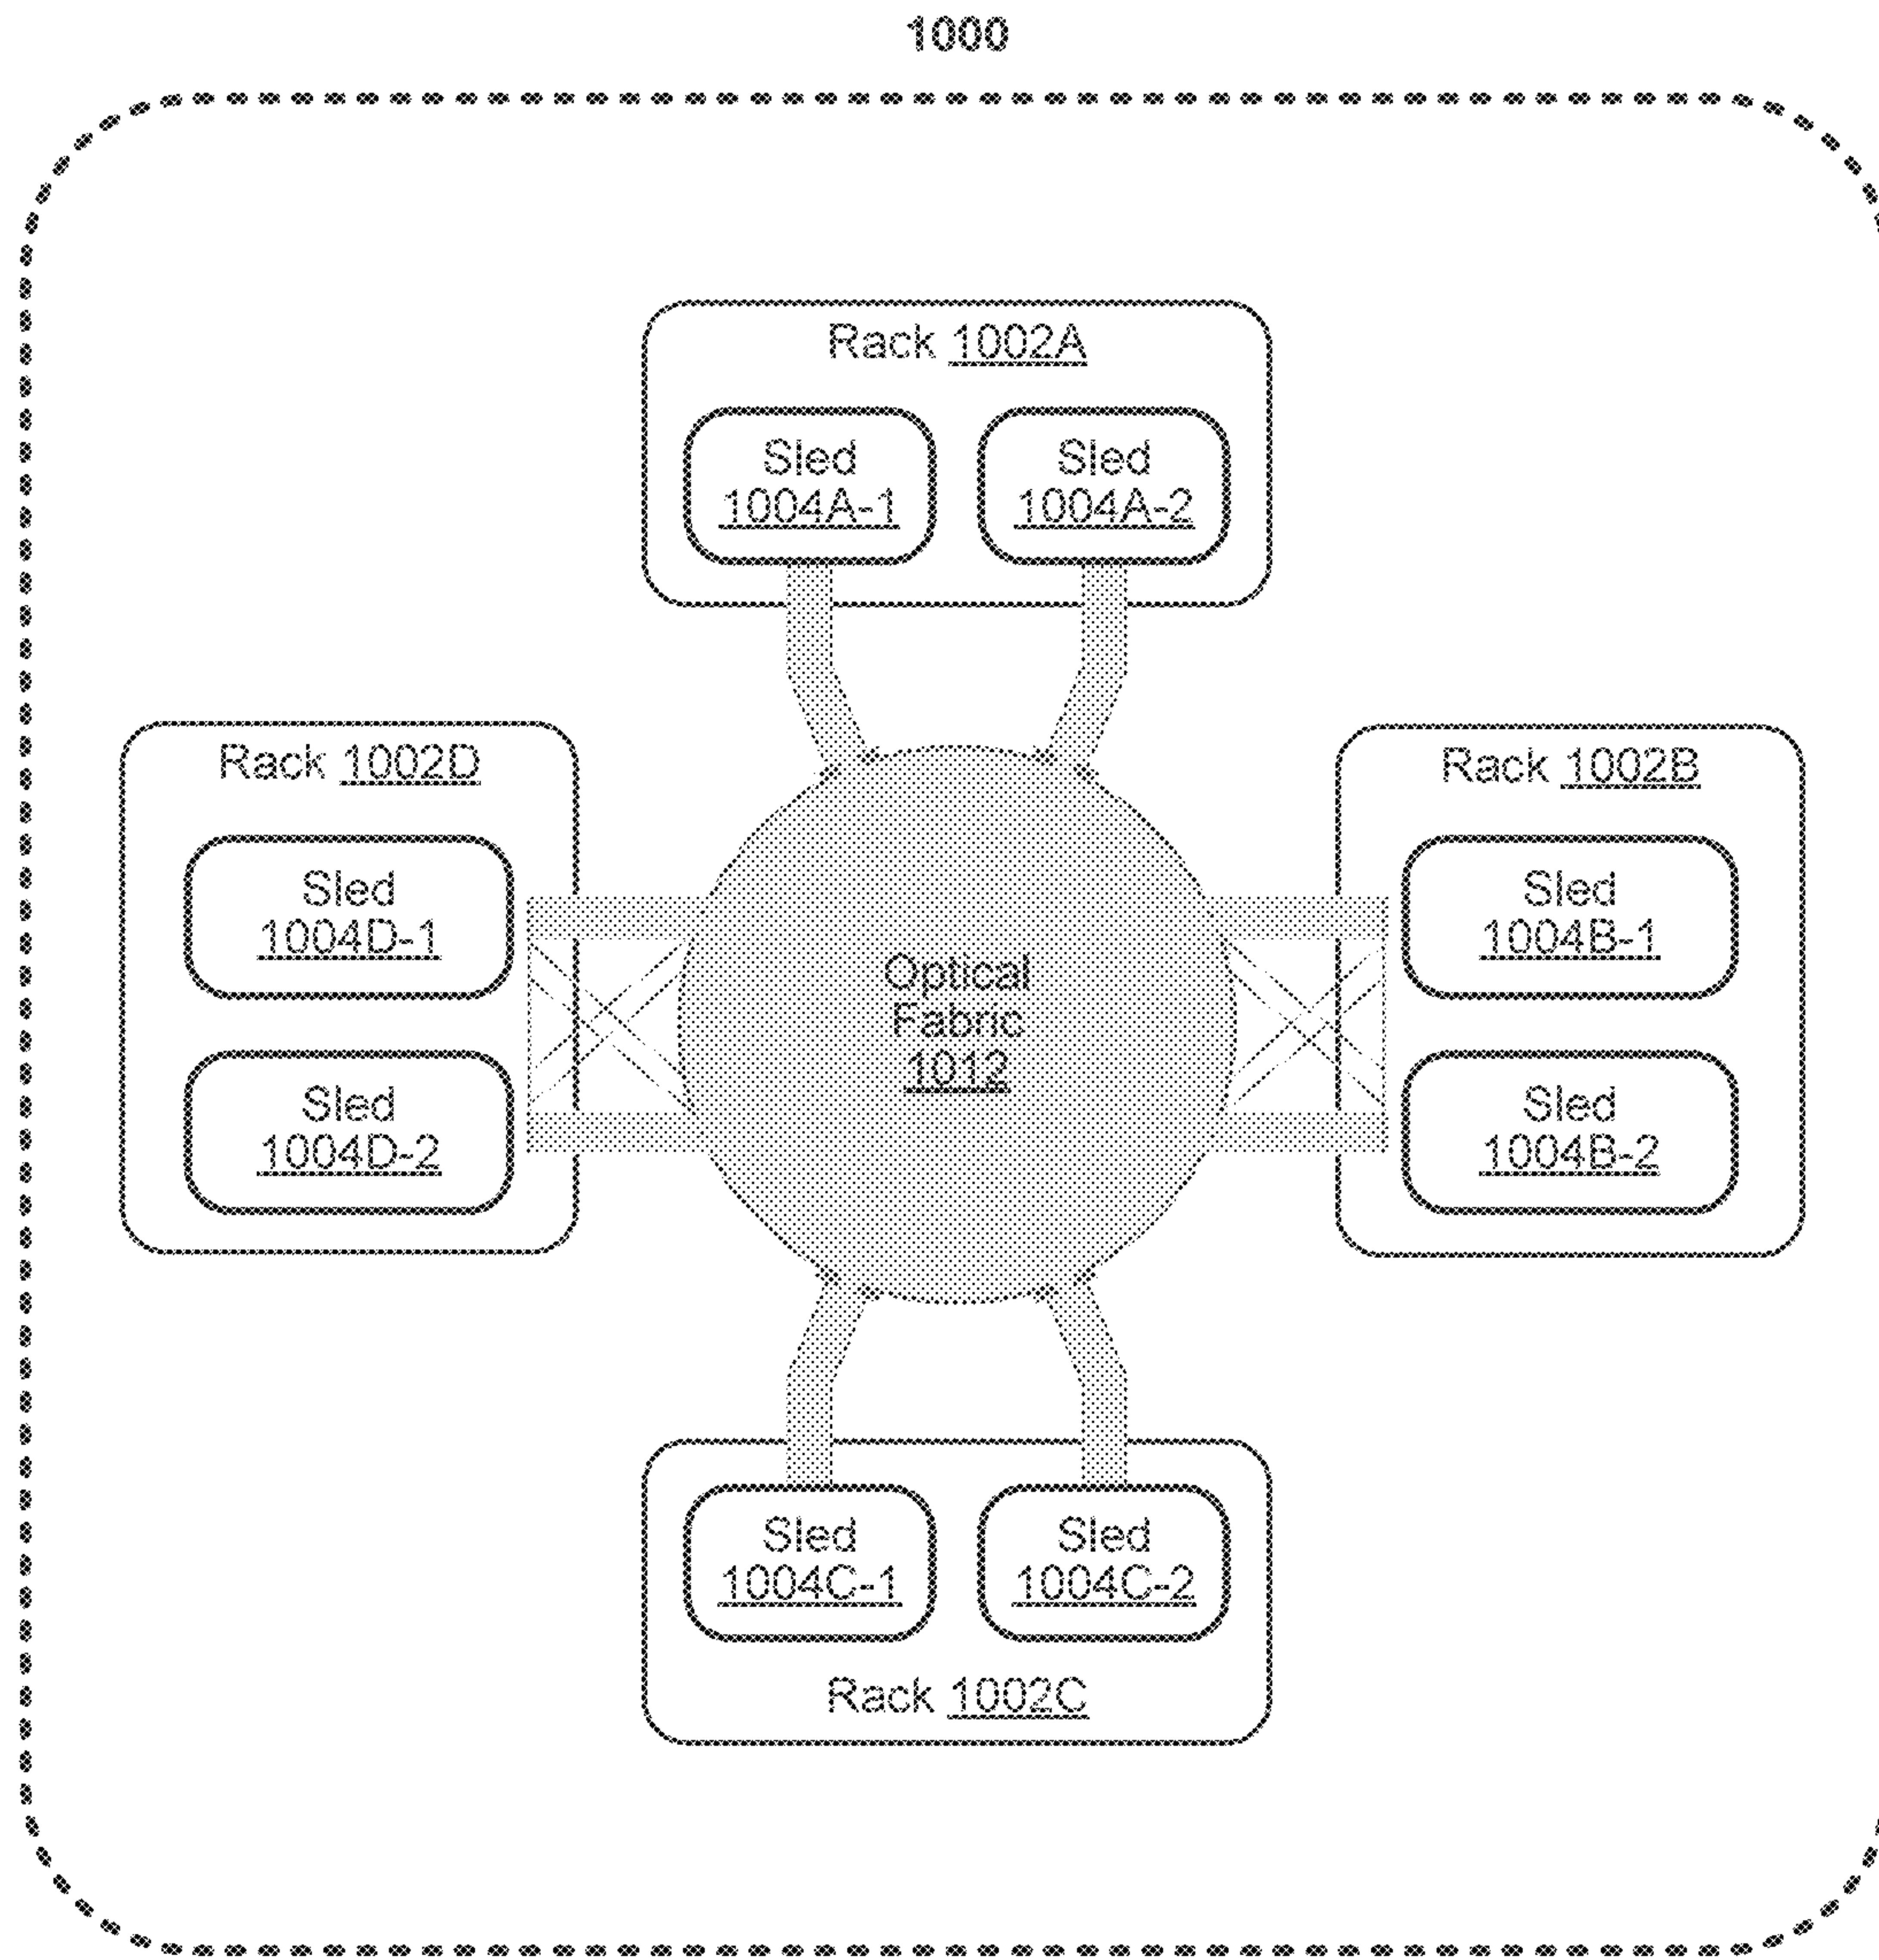 1000
Rack 1002A
Sled
1004A-1
Sled
1004A-2
Rack 1002D
Sled
1004D-1
Sled
1004D-2
Optical
Fabric
1012
Rack 1002B
Sled
1004B-1
Sled
1004B-2
Sled
1004C-1
Sled
1004C-2
Rack 1002C